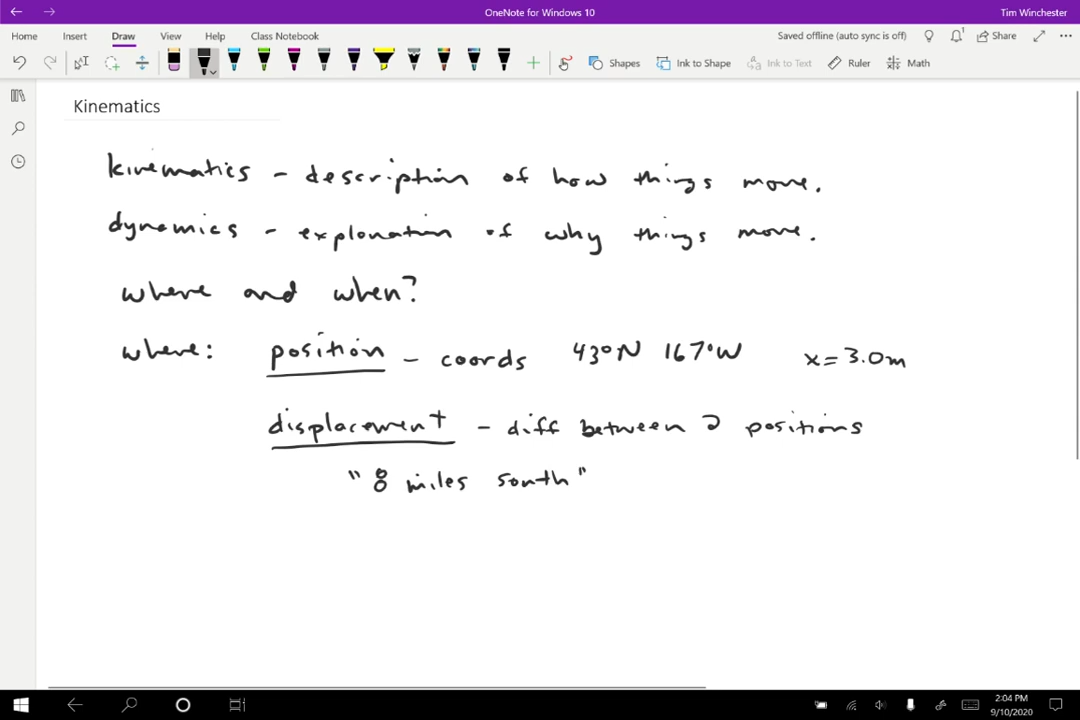 OneNote for Windows 10
Tim Winchester
Home Insert Draw View Help Class Notebook
Saved offline (auto sync is off) Share
Shapes Ink to Shape Ink to Text Ruler Math
Kinematics
kinematics - description of how things move.
dynamics - explanation of why things move.
where and when?
where: position - coords 43°N 167°W x = 3.0m
displacement - diff between 2 positions
"8 miles south"
2:04 PM
9/10/2020